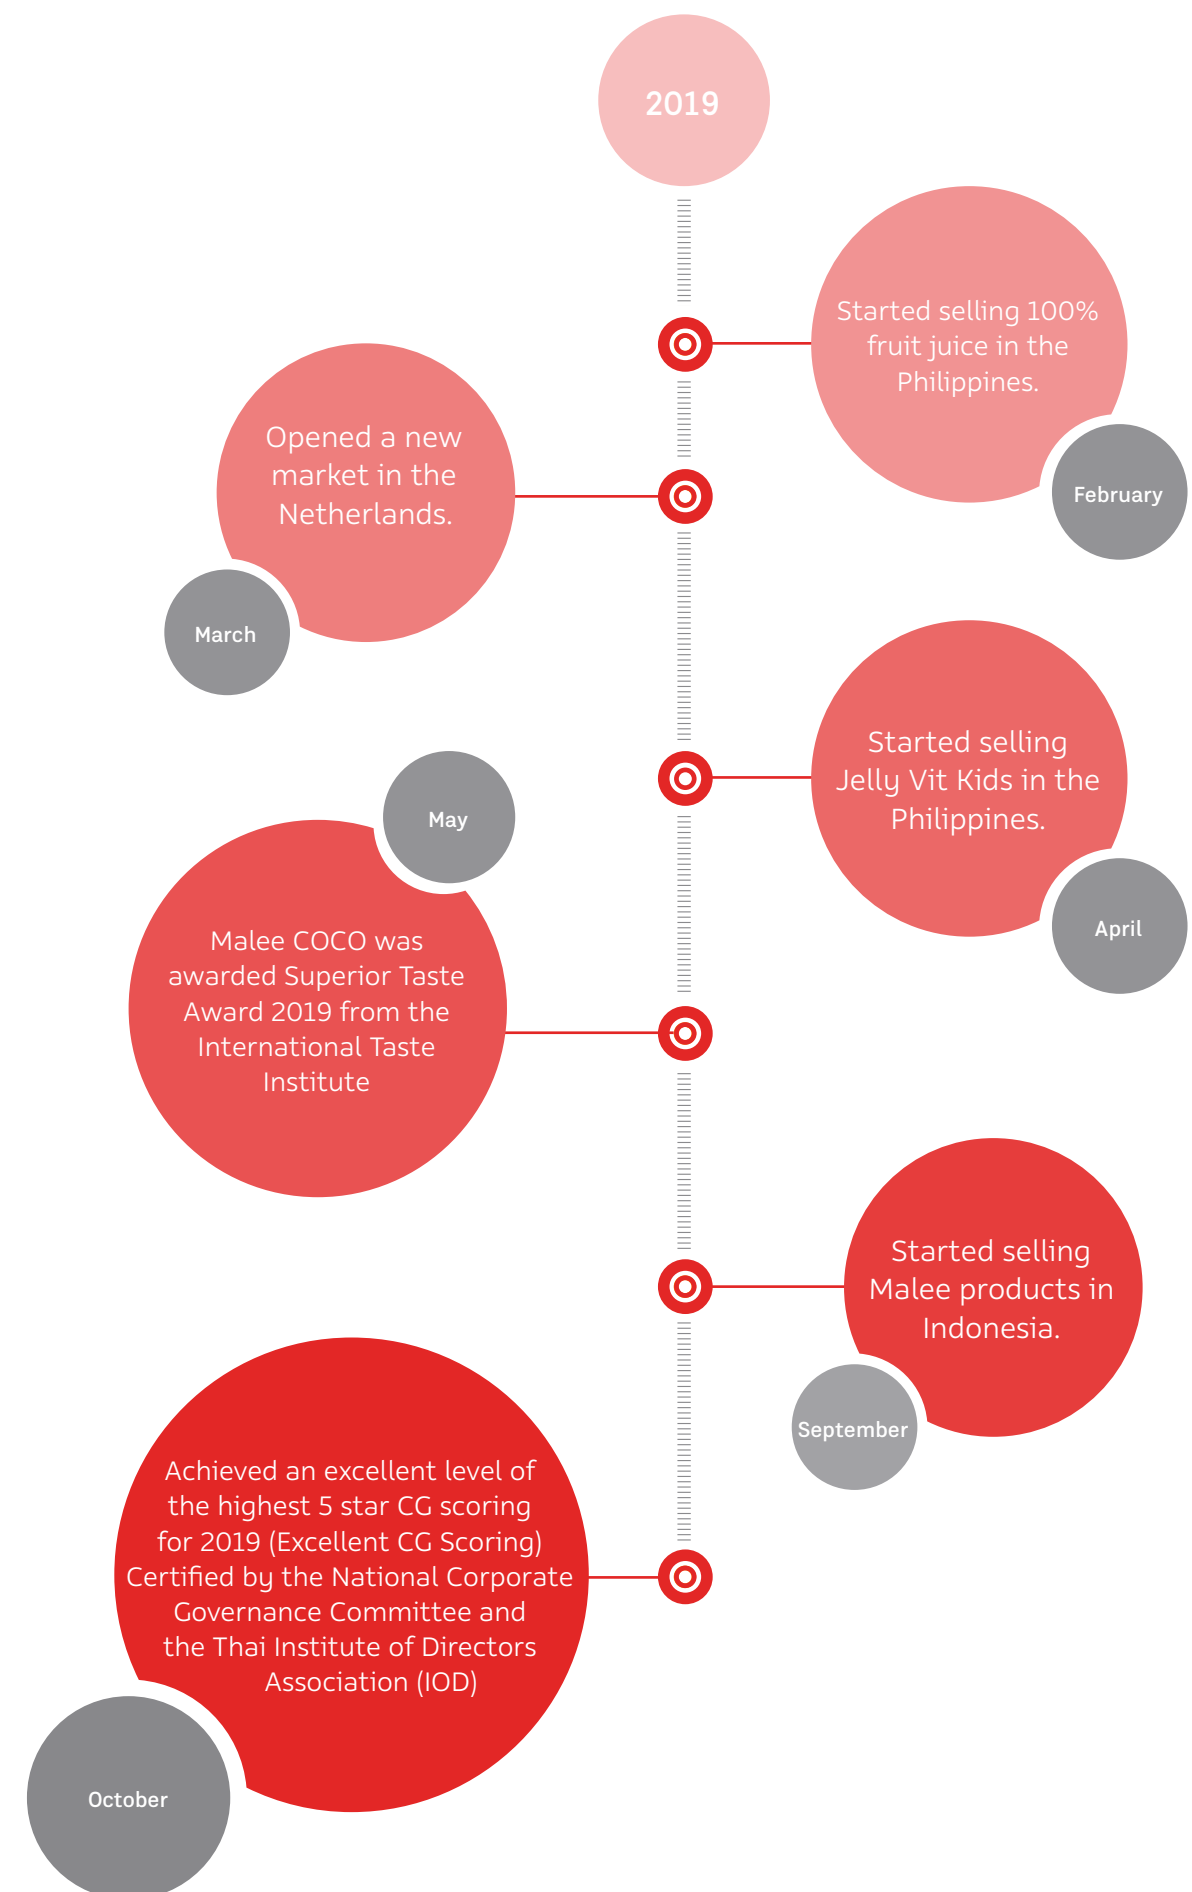 2019
Started selling 100%
fruit juice in the
Philippines.
February
Opened a new
market in the
Netherlands.
March
Started selling
Jelly Vit Kids in the
Philippines.
April
May
Malee COCO was
awarded Superior Taste
Award 2019 from the
International Taste
Institute
Started selling
Malee products in
Indonesia.
September
Achieved an excellent level of
the highest 5 star CG scoring
for 2019 (Excellent CG Scoring)
Certified by the National Corporate
Governance Committee and
the Thai Institute of Directors
Association (IOD)
October